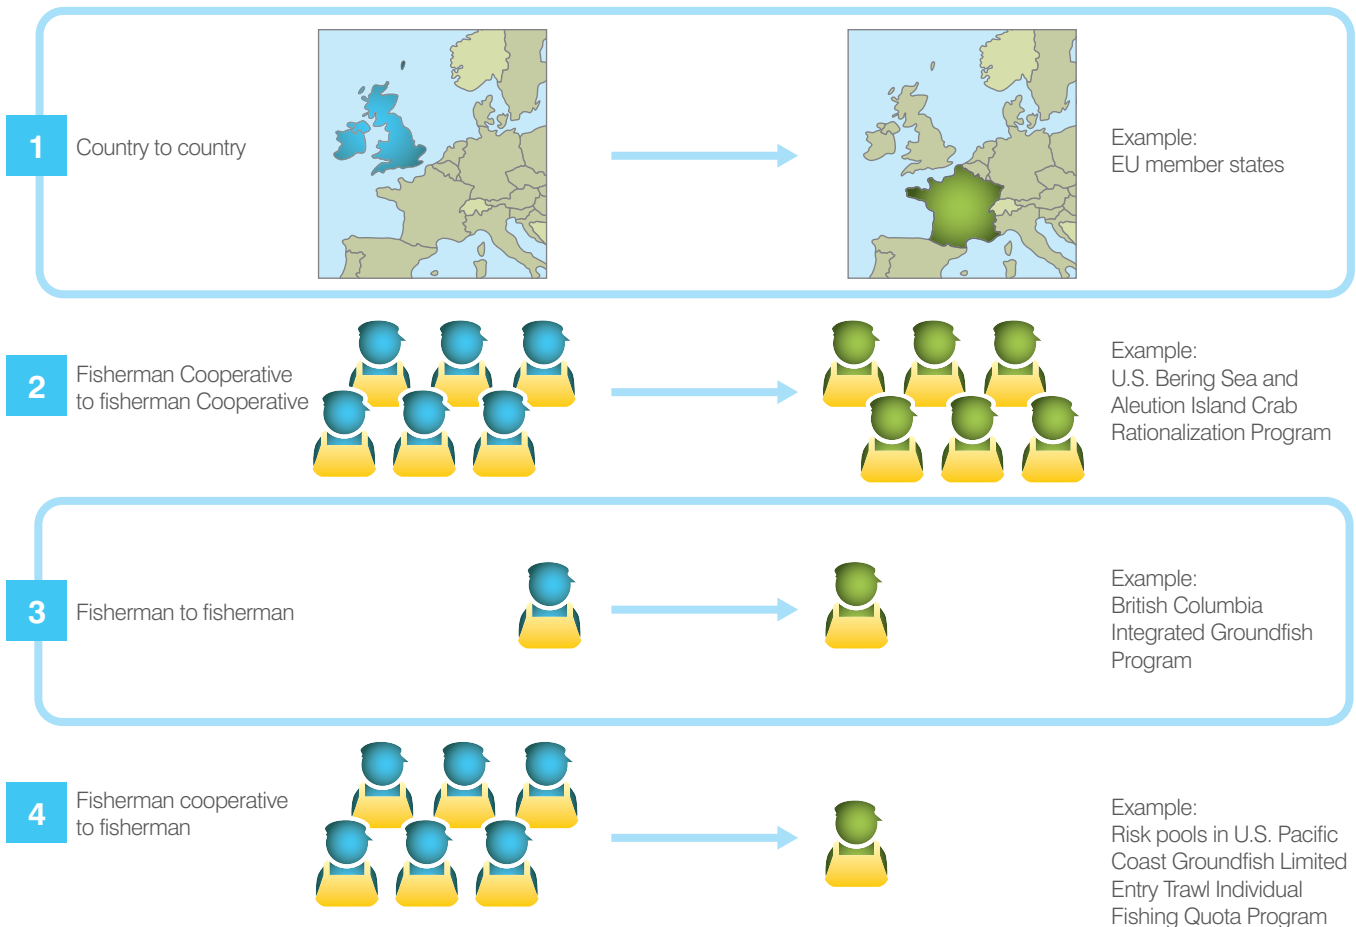 1
Country to country
Example:
EU member states
2
Fisherman Cooperative
to fisherman Cooperative
Example:
U.S. Bering Sea and
Aleution Island Crab
Rationalization Program
3
Fisherman to fisherman
Example:
British Columbia
Integrated Groundfish
Program
4
Fisherman cooperative
to fisherman
Example:
Risk pools in U.S. Pacific
Coast Groundfish Limited
Entry Trawl Individual
Fishing Quota Program